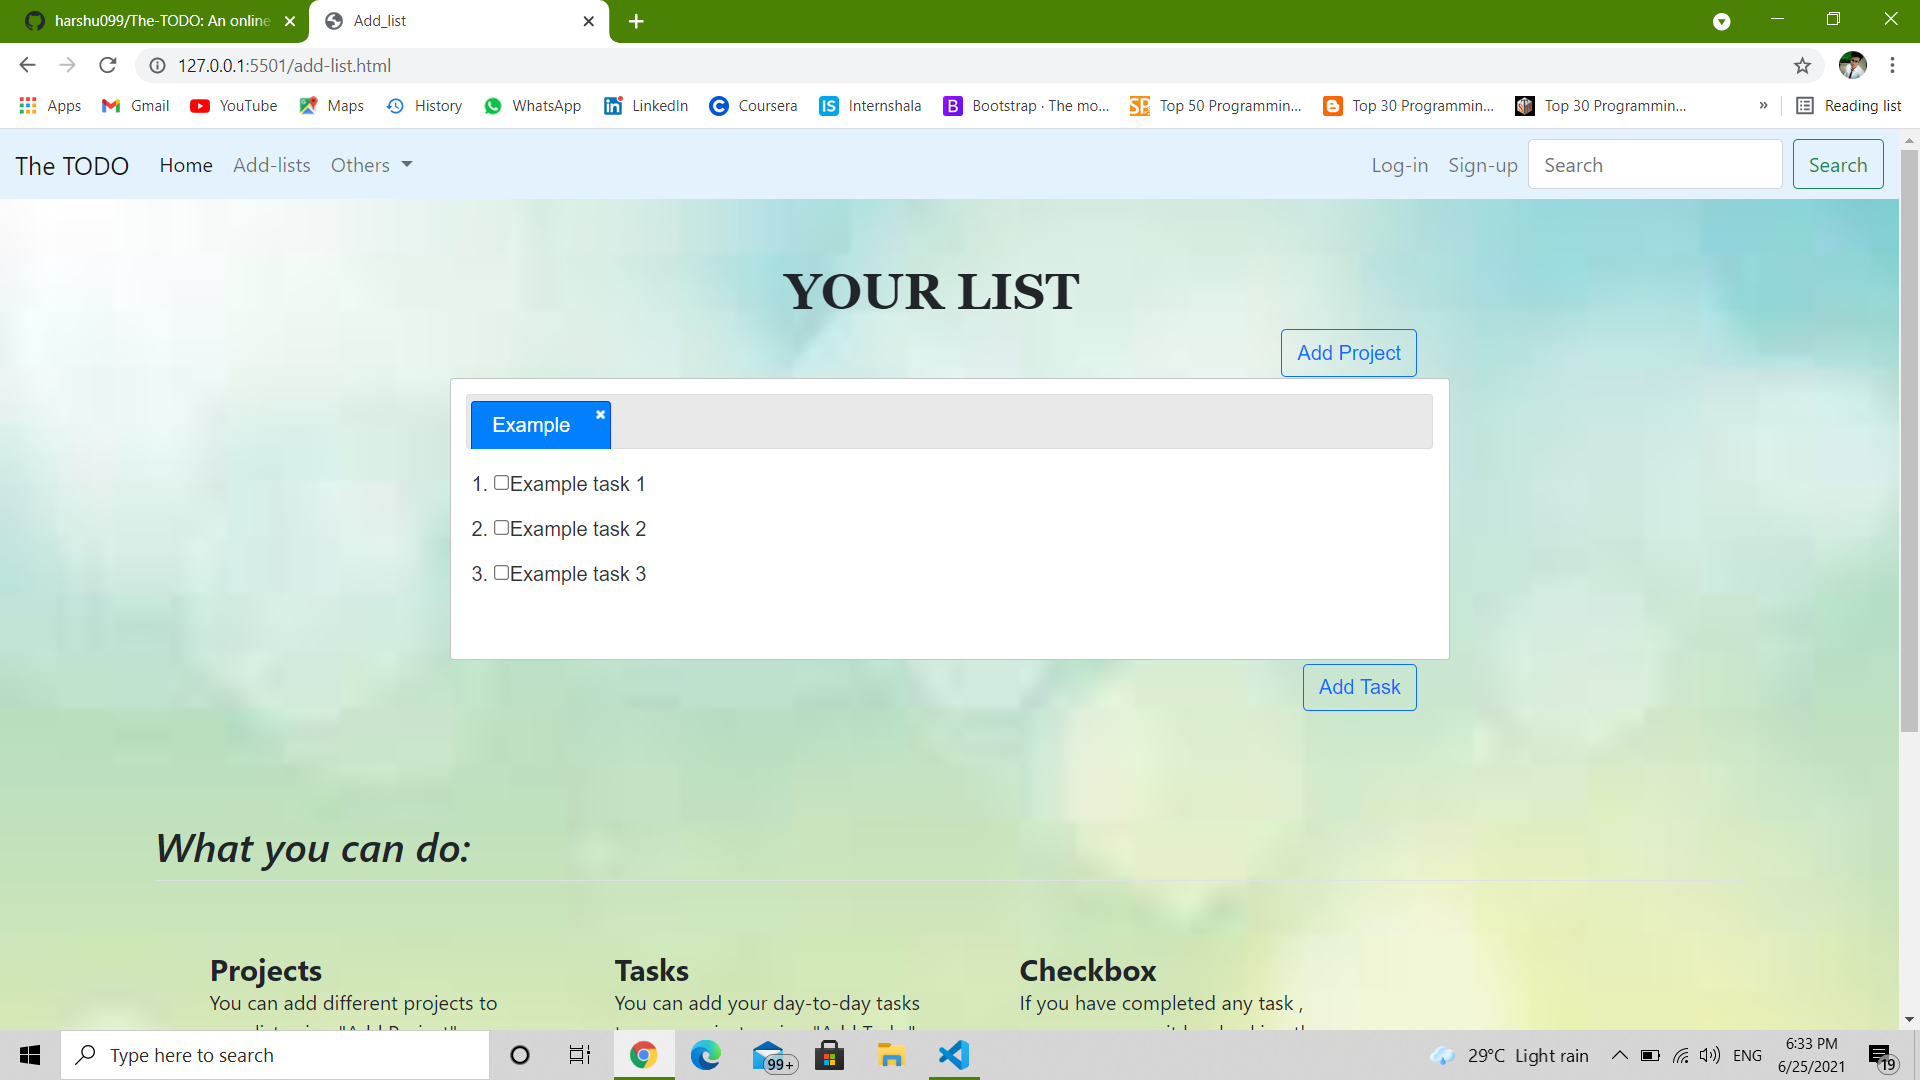 harshu099/The-TODO: An online
Add_list
127.0.0.1:5501/add-list.html
Apps
Gmail
YouTube
Maps
History
WhatsApp
LinkedIn
Coursera
Internshala
Bootstrap · The mo...
Top 50 Programmin...
Top 30 Programmin...
Top 30 Programmin...
»
Reading list
The TODO
Home
Add-lists
Others
Log-in
Sign-up
Search
Search
YOUR LIST
Add Project
Example
1. Example task 1
2. Example task 2
3. Example task 3
Add Task
What you can do:
Projects
You can add different projects to
Tasks
You can add your day-to-day tasks
Checkbox
If you have completed any task ,
Type here to search
99+
29°C Light rain
ENG
6:33 PM
6/25/2021
19